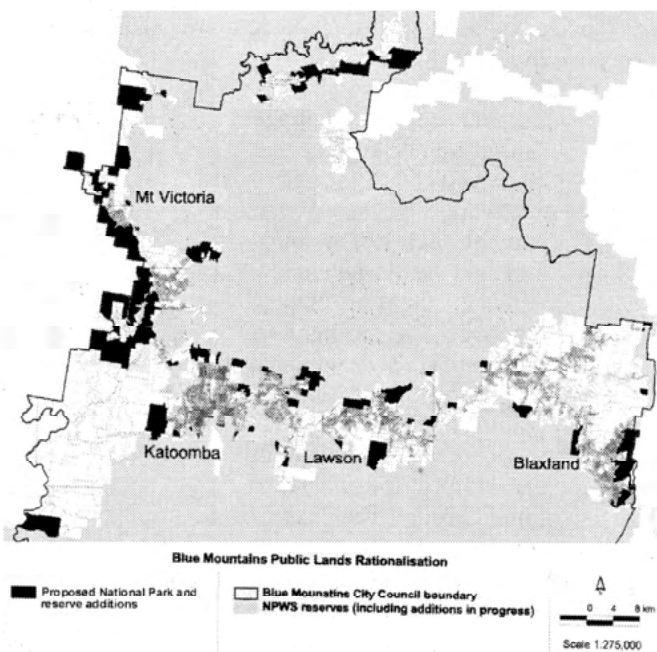 Mt Victoria
Katoomba
Lawson
Blaxland
Blue Mountains Public Lands Rationalisation
Proposed National Park and
reserve additions
Blue Mountains City Council boundary
NPWS reserves (including additions in progress)
0 4 8 km
Scale 1:275,000